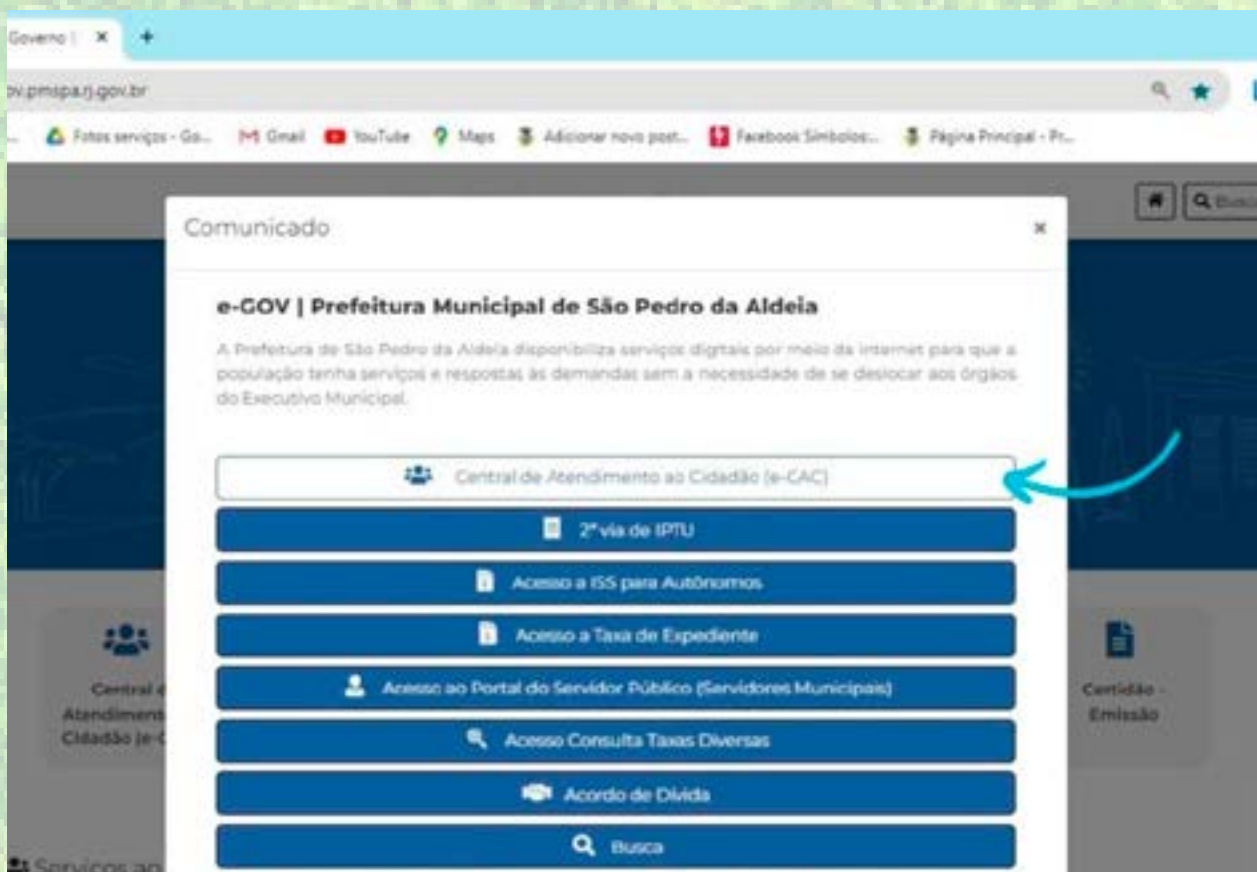 Governo |
ov.pmspa.rj.gov.br
Fotos serviços - Go... Gmail YouTube Maps Adicionar novo post... Facebook Símbolos... Página Principal - Pr...
Comunicado
e-GOV | Prefeitura Municipal de São Pedro da Aldeia
A Prefeitura de São Pedro da Aldeia disponibiliza serviços digitais por meio da internet para que a
população tenha serviços e respostas às demandas sem a necessidade de se deslocar aos órgãos
do Executivo Municipal.
Central de Atendimento ao Cidadão (e-CAC)
2ª via de IPTU
Acesso a ISS para Autônomos
Acesso a Taxa de Expediente
Acesso ao Portal do Servidor Público (Servidores Municipais)
Acesso Consulta Taxas Diversas
Acordo de Dívida
Busca
Central
Atendiment
Cidadão (e-C
Certidão -
Emissão
Serviços ao